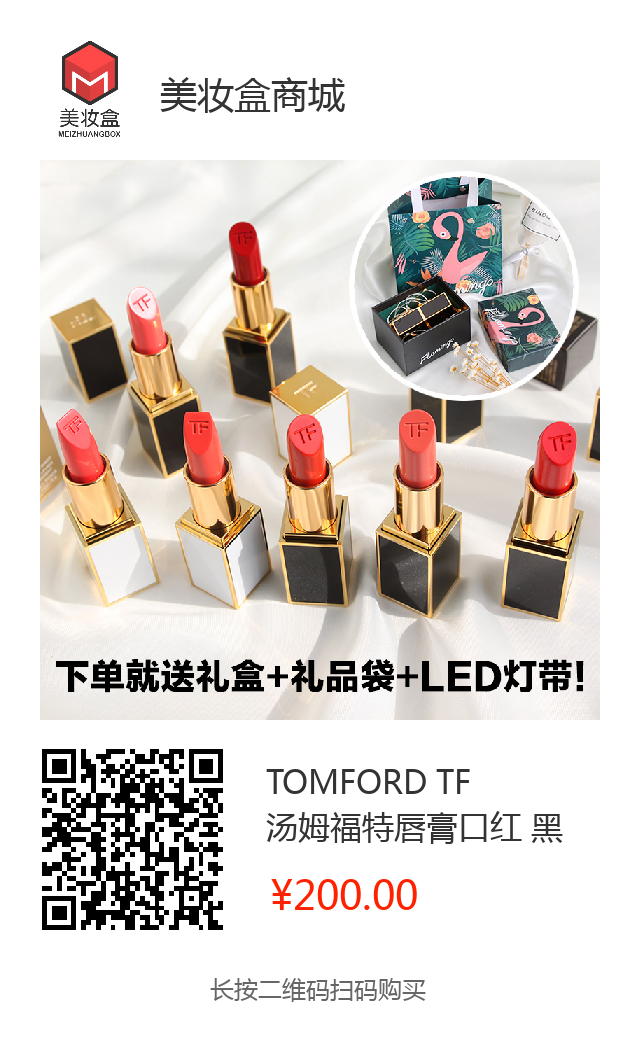 美妆盒
MEIZHUANGBOX
美妆盒商城
TF
TF
TF
TF
TF
TF
TF
TF
Flamingo
下单就送礼盒+礼品袋+LED灯带!
TOMFORD TF
汤姆福特唇膏口红 黑
¥200.00
长按二维码扫码购买